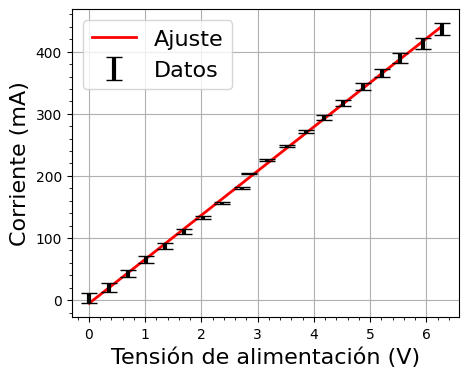 Ajuste
Datos
Corriente (mA)
400
300
200
100
0
0 1 2 3 4 5 6
Tensión de alimentación (V)